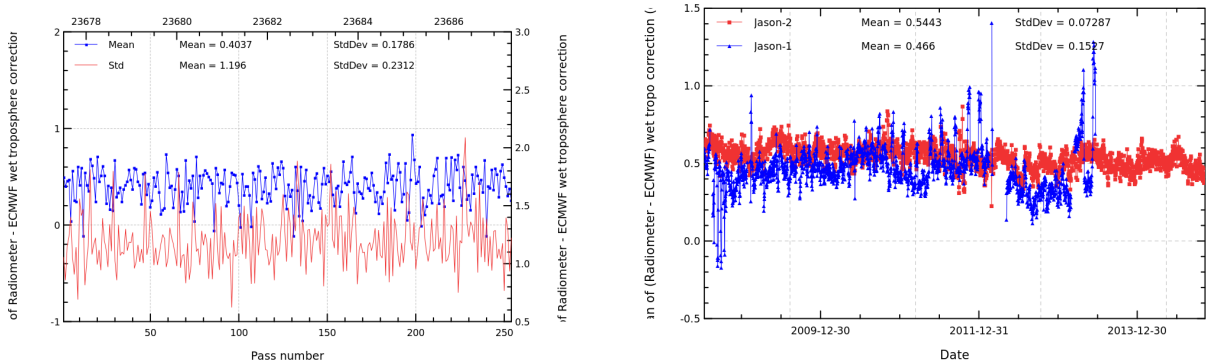 23678 23680 23682 23684 23686
Mean Mean = 0.4037 StdDev = 0.1786
Std Mean = 1.196 StdDev = 0.2312
2
1
0
-1
3.0
2.5
2.0
1.5
1.0
0.5
50 100 150 200 250
Pass number
of Radiometer - ECMWF wet troposphere correction
of Radiometer - ECMWF wet troposphere correction
Jason-2 Mean = 0.5443 StdDev = 0.07287
Jason-1 Mean = 0.466 StdDev = 0.1527
1.5
1.0
0.5
0.0
-0.5
2009-12-30 2011-12-31 2013-12-30
Date
of (Radiometer - ECMWF) wet tropo correction (